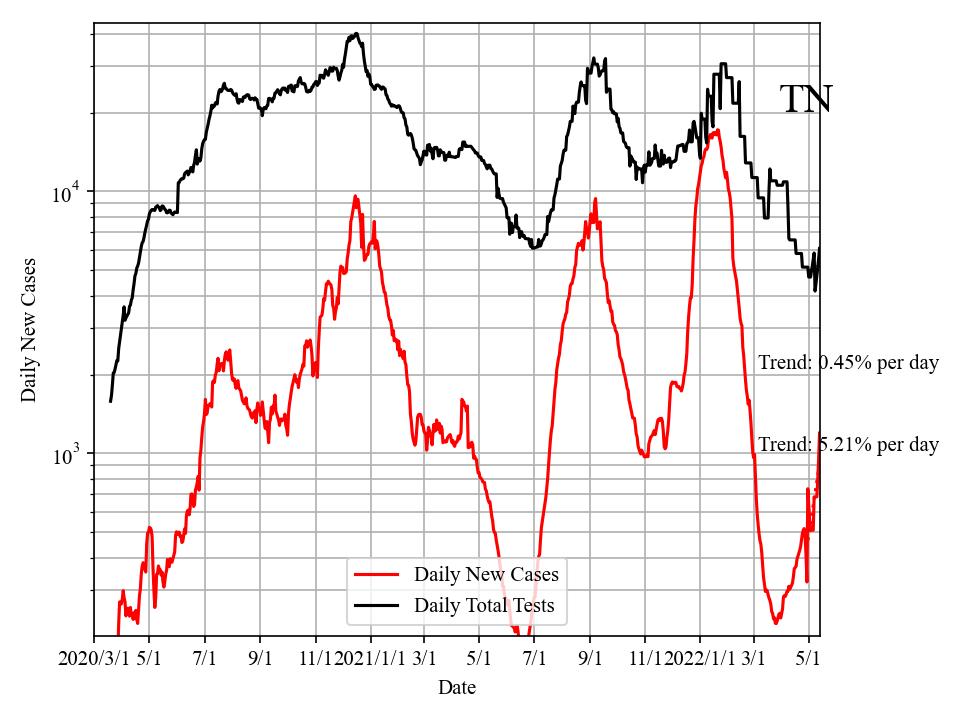 TN
10^4
Daily New Cases
Trend: 0.45% per day
Trend: 5.21% per day
10^3
Daily New Cases
Daily Total Tests
2020/3/1 5/1 7/1 9/1 11/1 2021/1/1 3/1 5/1 7/1 9/1 11/1 2022/1/1 3/1 5/1
Date